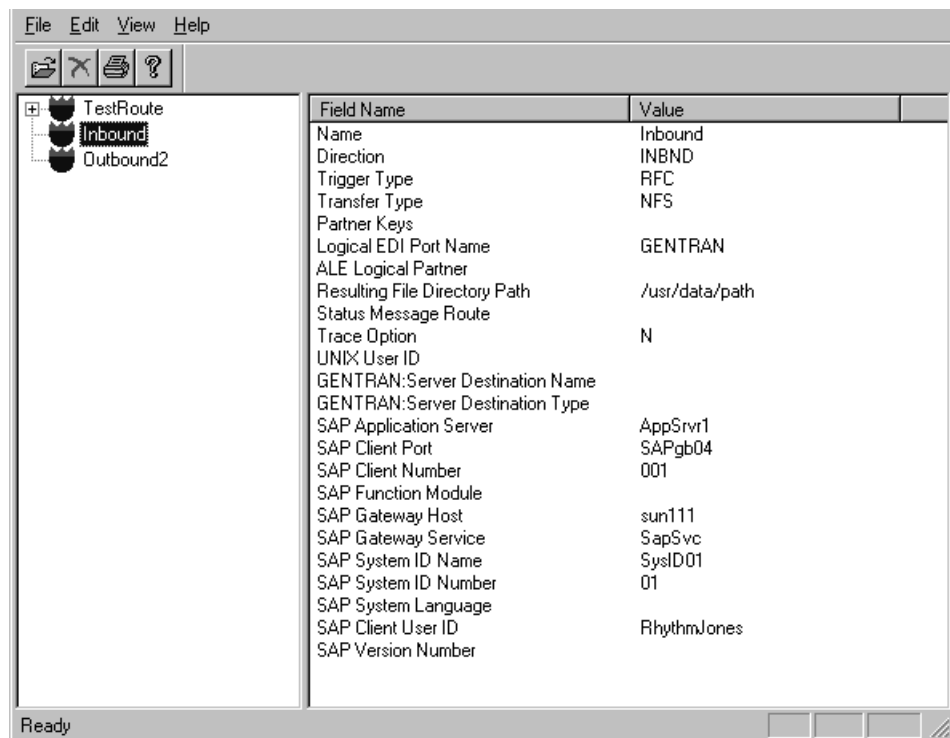 File Edit View Help
TestRoute
Inbound
Outbound2
Field Name Value
Name Inbound
Direction INBND
Trigger Type RFC
Transfer Type NFS
Partner Keys
Logical EDI Port Name GENTRAN
ALE Logical Partner
Resulting File Directory Path /usr/data/path
Status Message Route
Trace Option N
UNIX User ID
GENTRAN:Server Destination Name
GENTRAN:Server Destination Type
SAP Application Server AppSrvr1
SAP Client Port SAPgb04
SAP Client Number 001
SAP Function Module
SAP Gateway Host sun111
SAP Gateway Service SapSvc
SAP System ID Name SysID01
SAP System ID Number 01
SAP System Language
SAP Client User ID RhythmJones
SAP Version Number
Ready